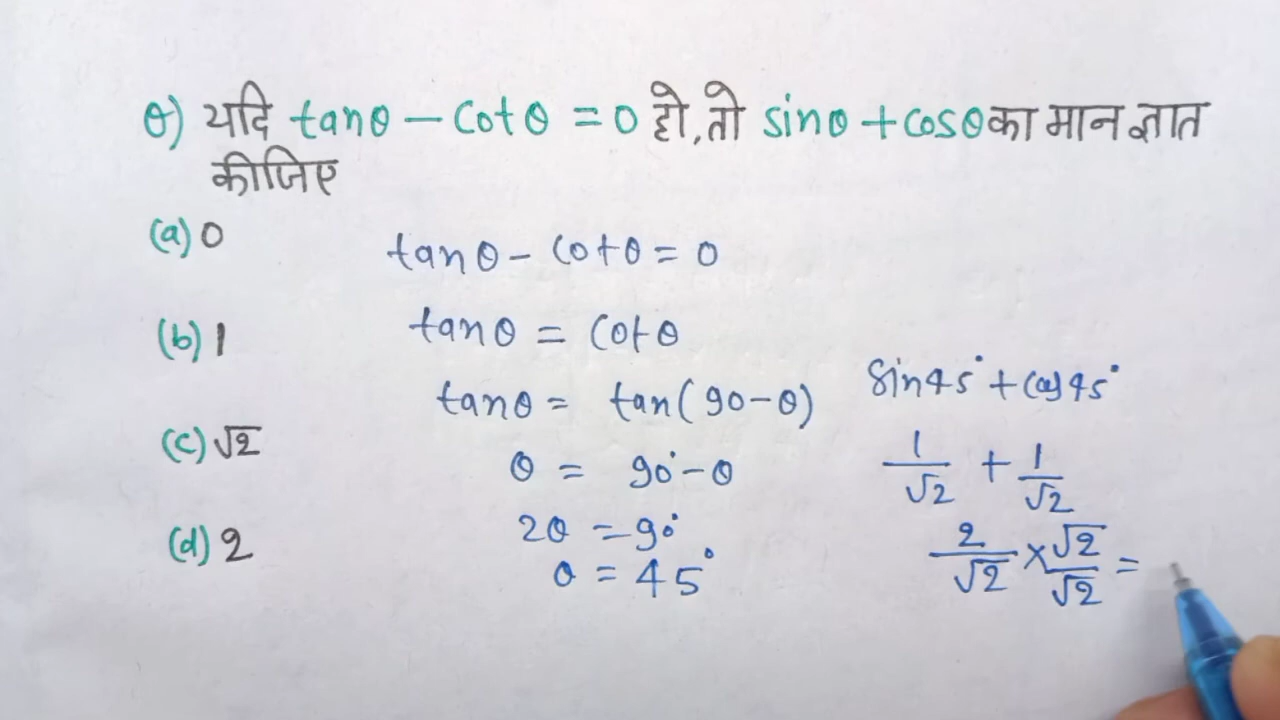 θ) यदि tanθ - cotθ = 0 हो, तो sinθ + cosθ का मान ज्ञात
कीजिए
(a) 0
(b) 1
(c) √2
(d) 2
tanθ - cotθ = 0
tanθ = cotθ
tanθ = tan(90-θ)
θ = 90°-θ
2θ = 90°
θ = 45°
sin45° + cos45°
1/√2 + 1/√2
2/√2 × √2/√2 =